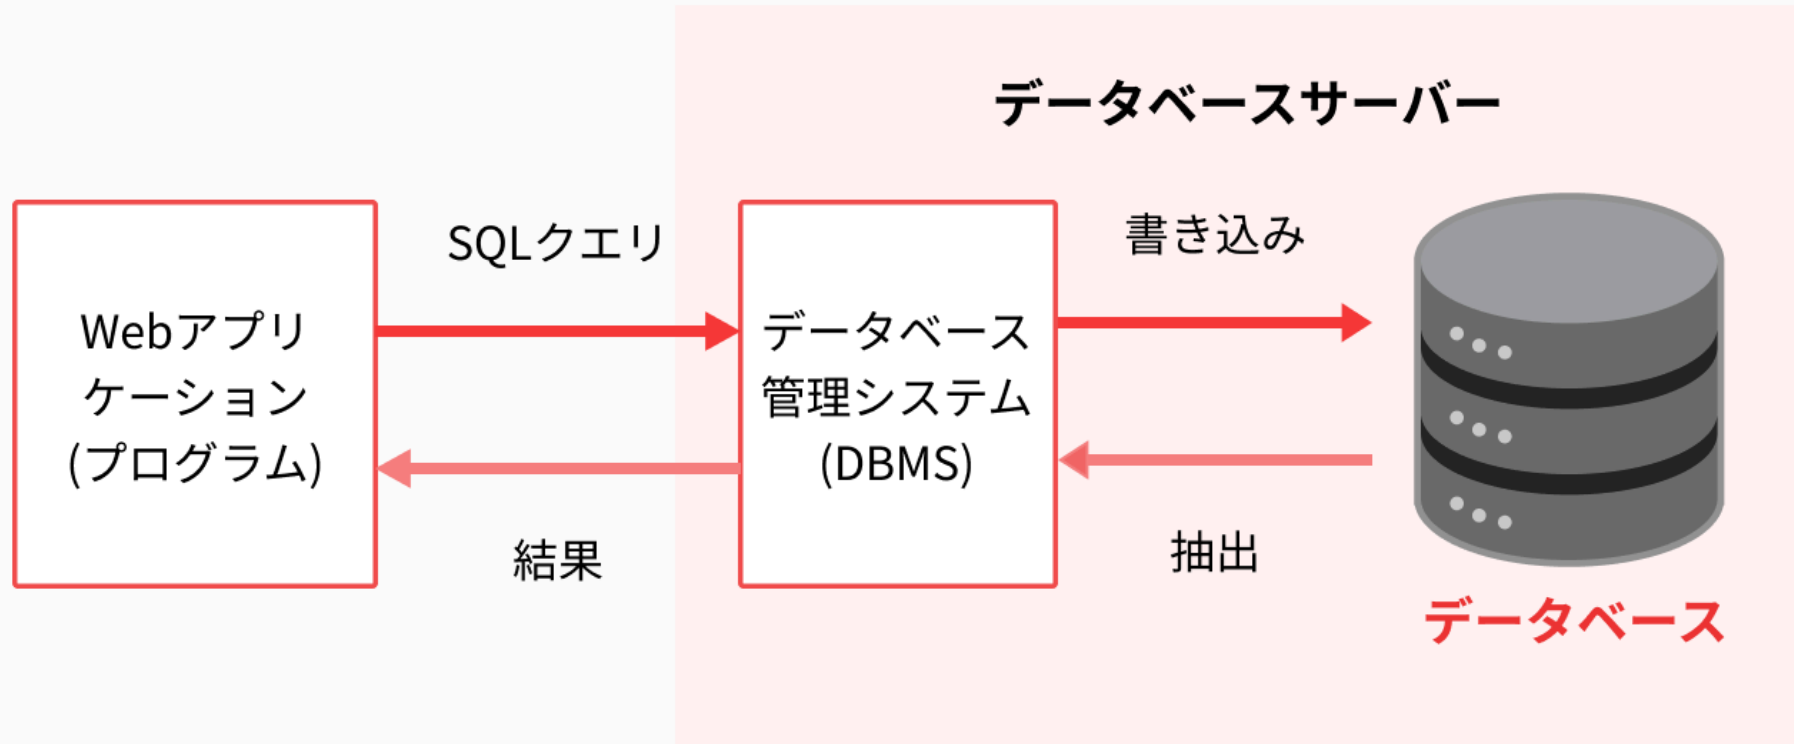 データベースサーバー
SQLクエリ
書き込み
Webアプリ
ケーション
(プログラム)
データベース
管理システム
(DBMS)
結果
抽出
データベース